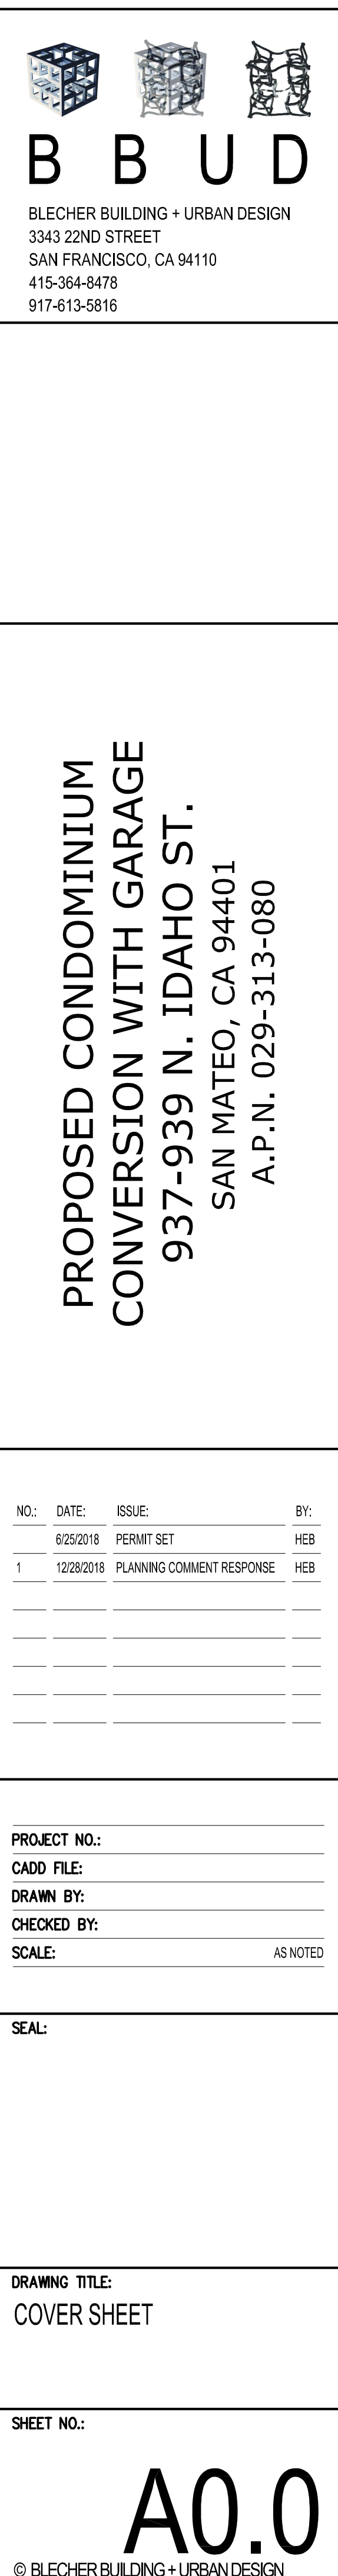 B B U D
BLECHER BUILDING + URBAN DESIGN
3343 22ND STREET
SAN FRANCISCO, CA 94110
415-364-8478
917-613-5816
PROPOSED CONDOMINIUM
CONVERSION WITH GARAGE
937-939 N. IDAHO ST.
SAN MATEO, CA 94401
A.P.N. 029-313-080
NO.: DATE: ISSUE: BY:
6/25/2018 PERMIT SET HEB
1 12/28/2018 PLANNING COMMENT RESPONSE HEB
PROJECT NO.:
CADD FILE:
DRAWN BY:
CHECKED BY:
SCALE: AS NOTED
SEAL:
DRAWING TITLE:
COVER SHEET
SHEET NO.:
A0.0
© BLECHER BUILDING + URBAN DESIGN